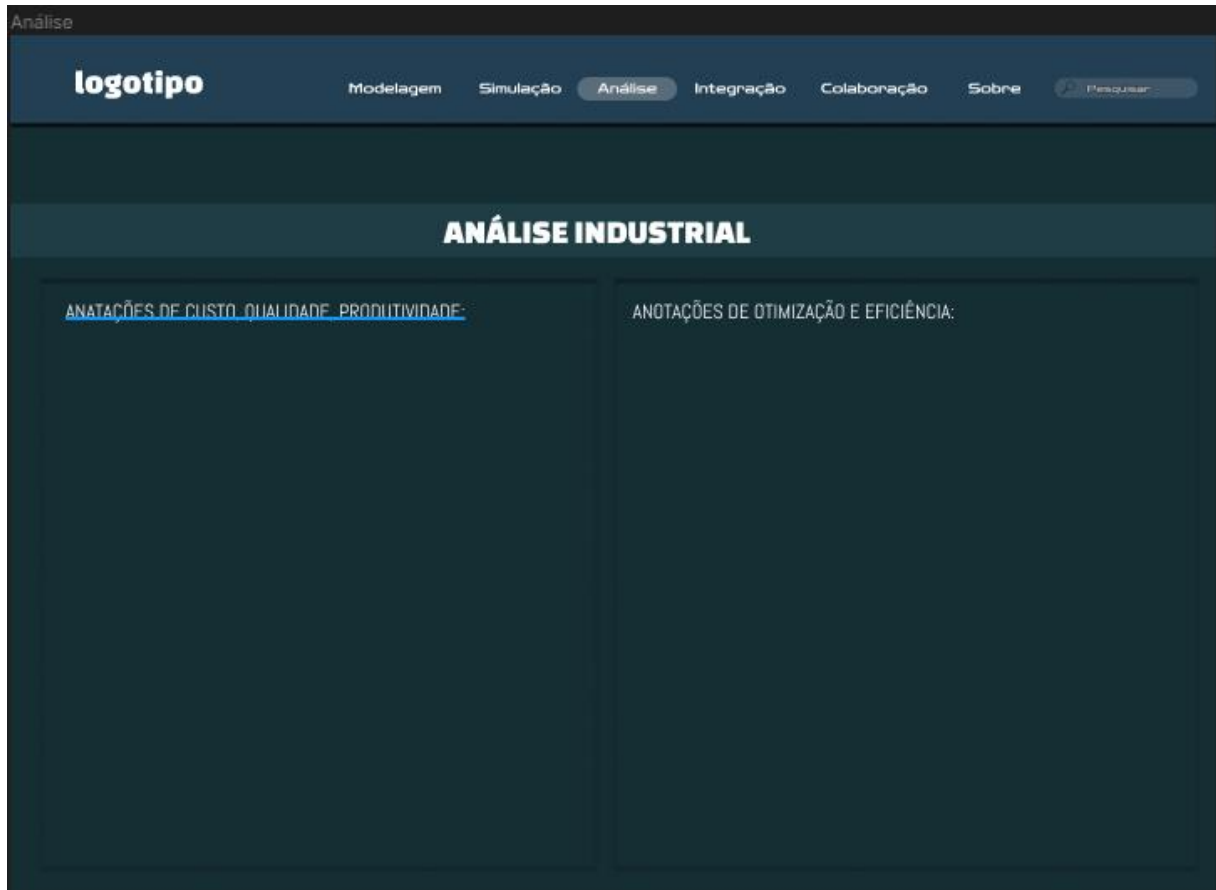 Análise
logotipo Modelagem Simulação Análise Integração Colaboração Sobre Pesquisar
ANÁLISE INDUSTRIAL
ANATAÇÕES DE CUSTO, QUALIDADE, PRODUTIVIDADE:
ANOTAÇÕES DE OTIMIZAÇÃO E EFICIÊNCIA: